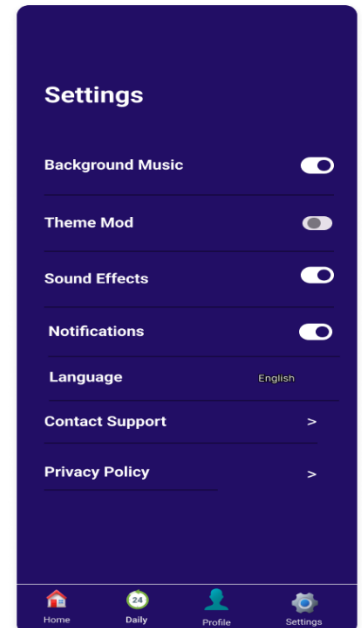 Settings
Background Music
Theme Mod
Sound Effects
Notifications
Language English
Contact Support >
Privacy Policy >
24
Home Daily Profile Settings